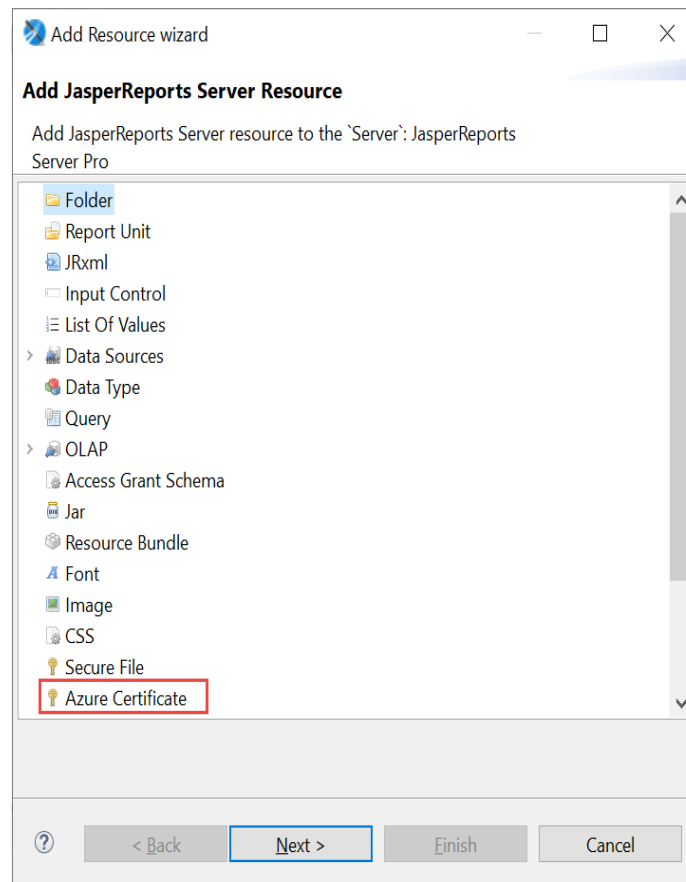 Add Resource wizard
Add JasperReports Server Resource
Add JasperReports Server resource to the `Server`: JasperReports
Server Pro
Folder
Report Unit
JRxml
Input Control
List Of Values
Data Sources
Data Type
Query
OLAP
Access Grant Schema
Jar
Resource Bundle
Font
Image
CSS
Secure File
Azure Certificate
< Back
Next >
Finish
Cancel